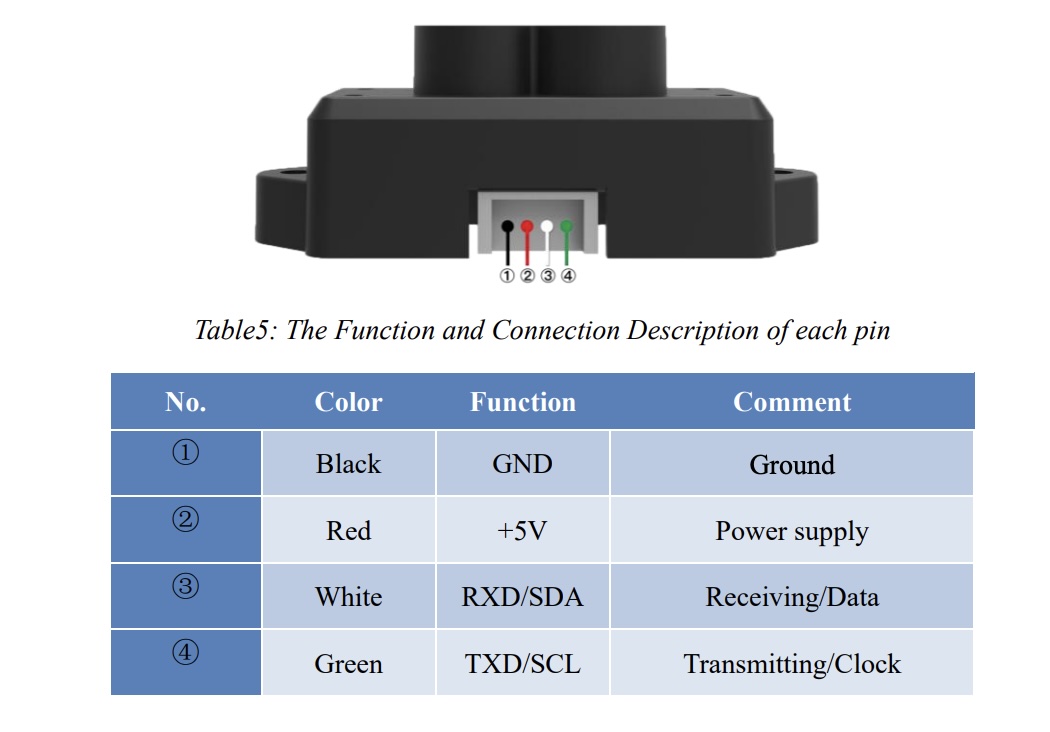 ① ② ③ ④
Table5: The Function and Connection Description of each pin
No. Color Function Comment
① Black GND Ground
② Red +5V Power supply
③ White RXD/SDA Receiving/Data
④ Green TXD/SCL Transmitting/Clock